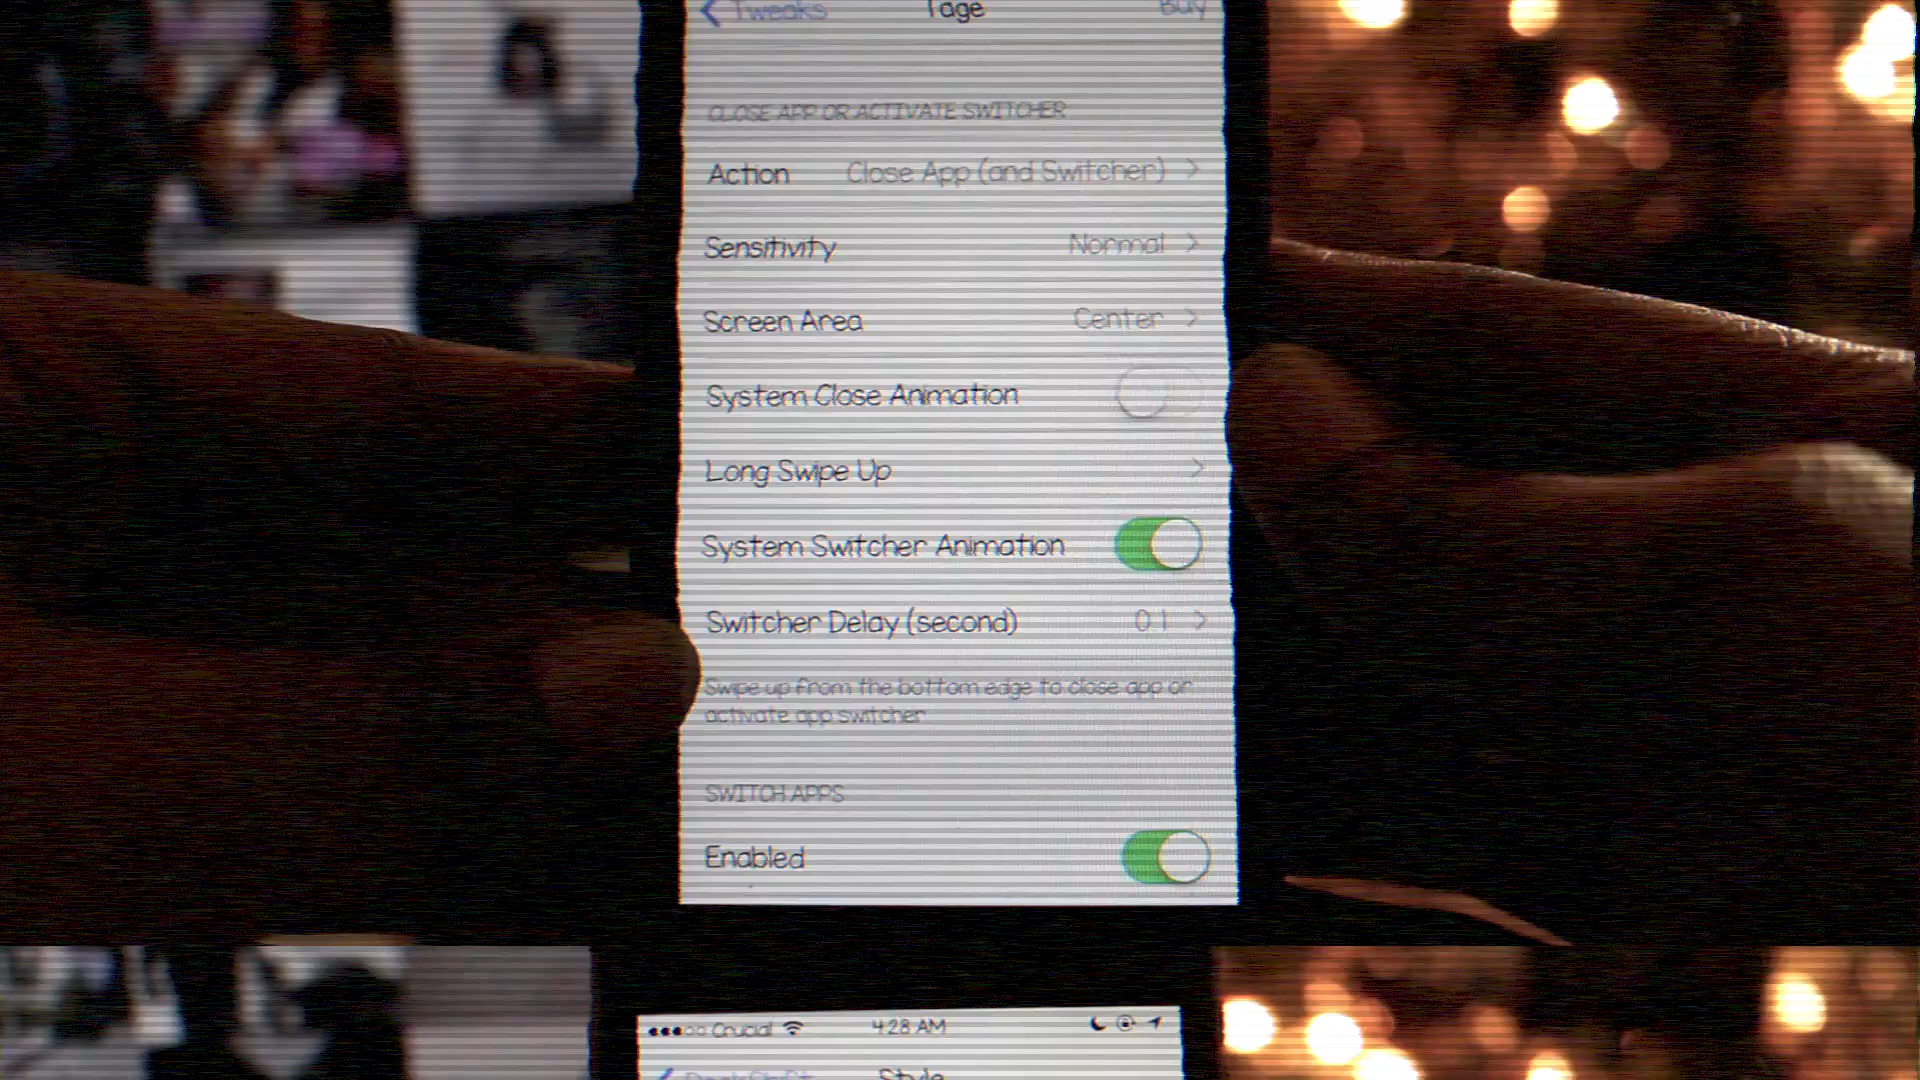 Tweaks Tage Buy
CLOSE APP OR ACTIVATE SWITCHER
Action Close App (and Switcher)
Sensitivity Normal
Screen Area Center
System Close Animation
Long Swipe Up
System Switcher Animation
Switcher Delay (second) 0.1
Swipe up from the bottom edge to close app or
activate app switcher
SWITCH APPS
Enabled
Crucial 4:28 AM
Style